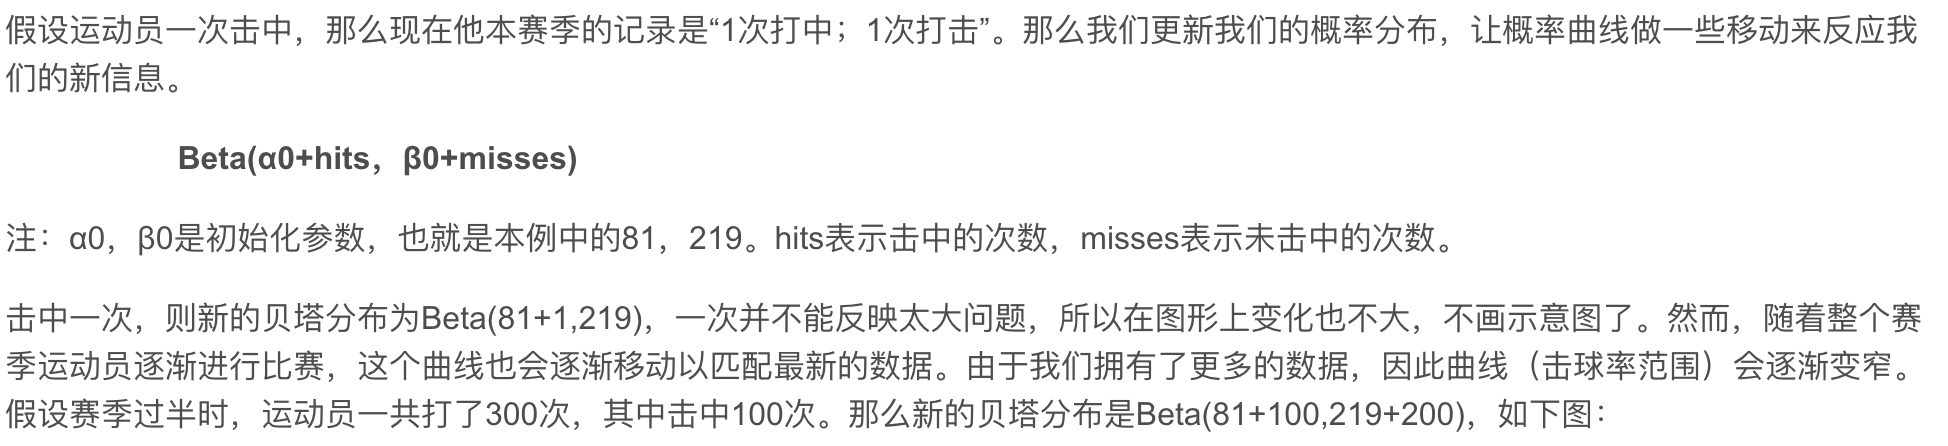 假设运动员一次击中，那么现在他本赛季的记录是“1次打中；1次打击”。那么我们更新我们的概率分布，让概率曲线做一些移动来反应我
们的新信息。
Beta(α0+hits，β0+misses)
注：α0，β0是初始化参数，也就是本例中的81，219。hits表示击中的次数，misses表示未击中的次数。
击中一次，则新的贝塔分布为Beta(81+1,219)，一次并不能反映太大问题，所以在图形上变化也不大，不画示意图了。然而，随着整个赛
季运动员逐渐进行比赛，这个曲线也会逐渐移动以匹配最新的数据。由于我们拥有了更多的数据，因此曲线（击球率范围）会逐渐变窄。
假设赛季过半时，运动员一共打了300次，其中击中100次。那么新的贝塔分布是Beta(81+100,219+200)，如下图：